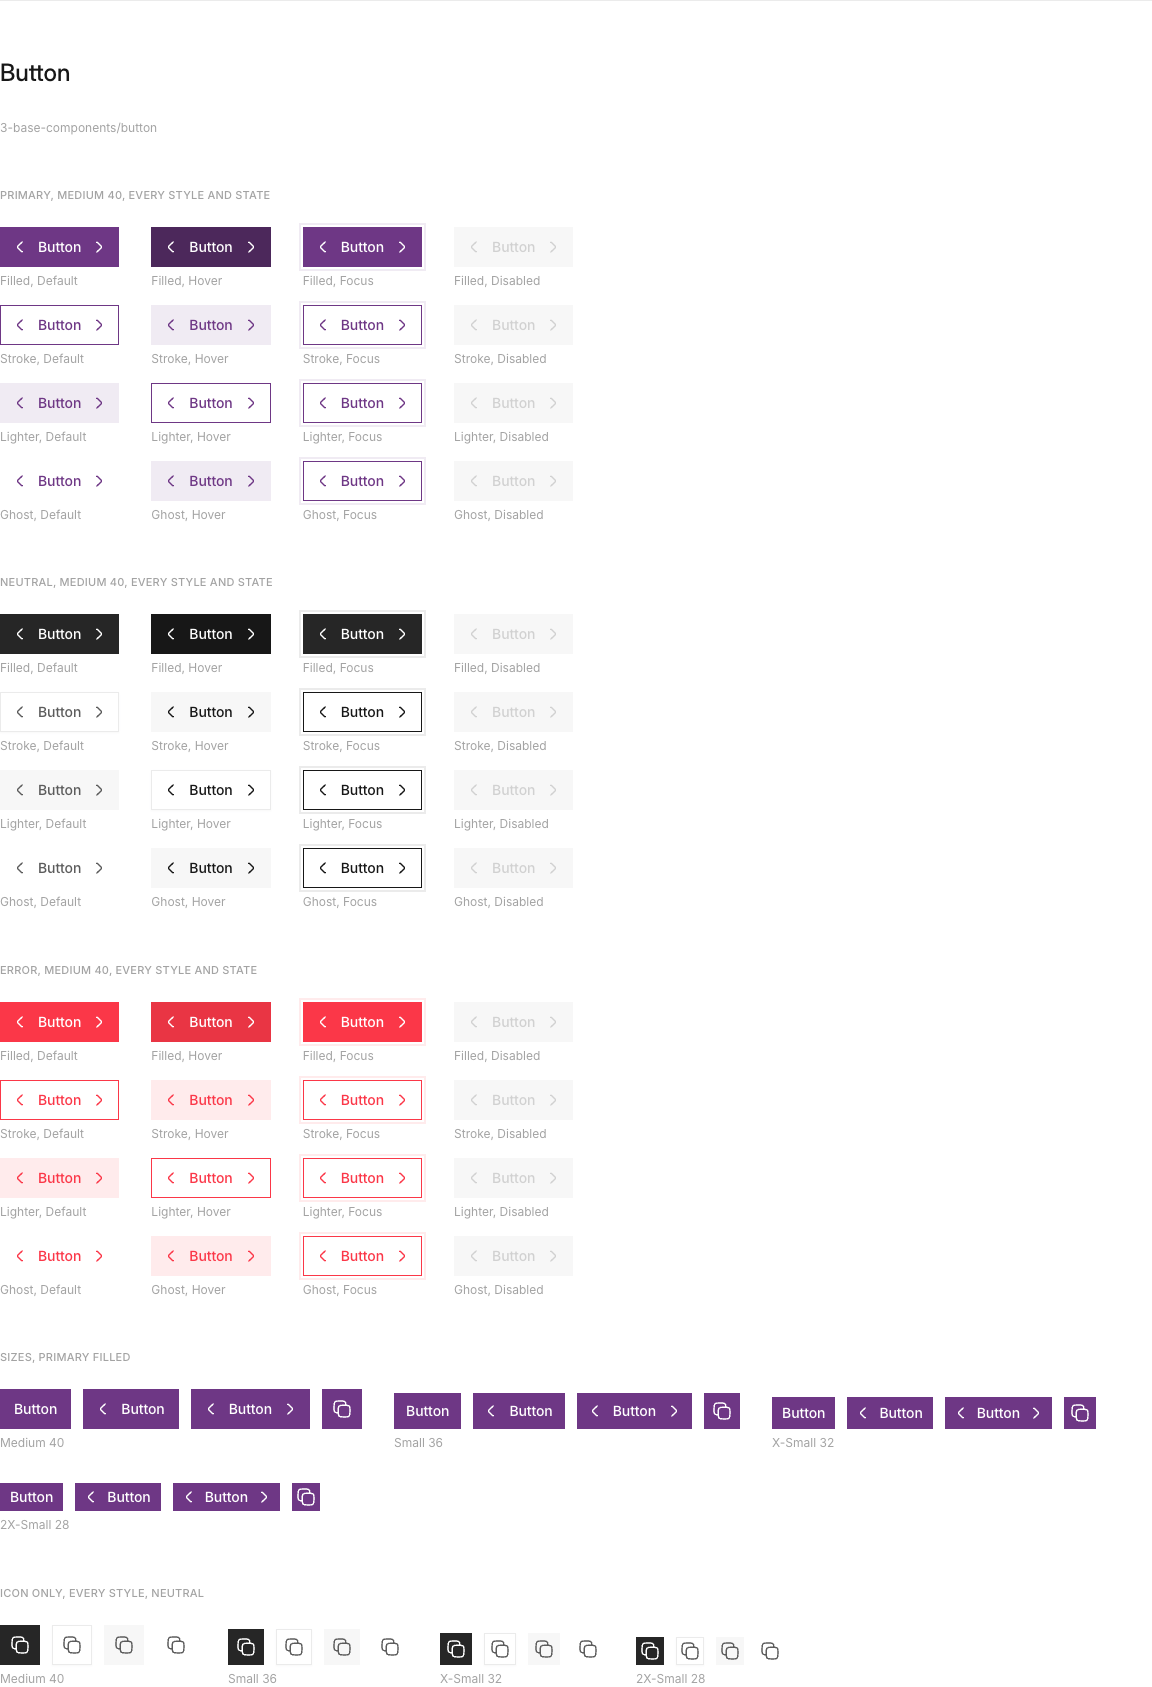 Button
3-base-components/button
PRIMARY, MEDIUM 40, EVERY STYLE AND STATE
Button Button Button Button
Filled, Default Filled, Hover Filled, Focus Filled, Disabled
Button Button Button Button
Stroke, Default Stroke, Hover Stroke, Focus Stroke, Disabled
Button Button Button Button
Lighter, Default Lighter, Hover Lighter, Focus Lighter, Disabled
Button Button Button Button
Ghost, Default Ghost, Hover Ghost, Focus Ghost, Disabled
NEUTRAL, MEDIUM 40, EVERY STYLE AND STATE
Button Button Button Button
Filled, Default Filled, Hover Filled, Focus Filled, Disabled
Button Button Button Button
Stroke, Default Stroke, Hover Stroke, Focus Stroke, Disabled
Button Button Button Button
Lighter, Default Lighter, Hover Lighter, Focus Lighter, Disabled
Button Button Button Button
Ghost, Default Ghost, Hover Ghost, Focus Ghost, Disabled
ERROR, MEDIUM 40, EVERY STYLE AND STATE
Button Button Button Button
Filled, Default Filled, Hover Filled, Focus Filled, Disabled
Button Button Button Button
Stroke, Default Stroke, Hover Stroke, Focus Stroke, Disabled
Button Button Button Button
Lighter, Default Lighter, Hover Lighter, Focus Lighter, Disabled
Button Button Button Button
Ghost, Default Ghost, Hover Ghost, Focus Ghost, Disabled
SIZES, PRIMARY FILLED
Button Button Button Button Button Button Button Button Button
Medium 40 Small 36 X-Small 32
Button Button Button
2X-Small 28
ICON ONLY, EVERY STYLE, NEUTRAL
Medium 40 Small 36 X-Small 32 2X-Small 28